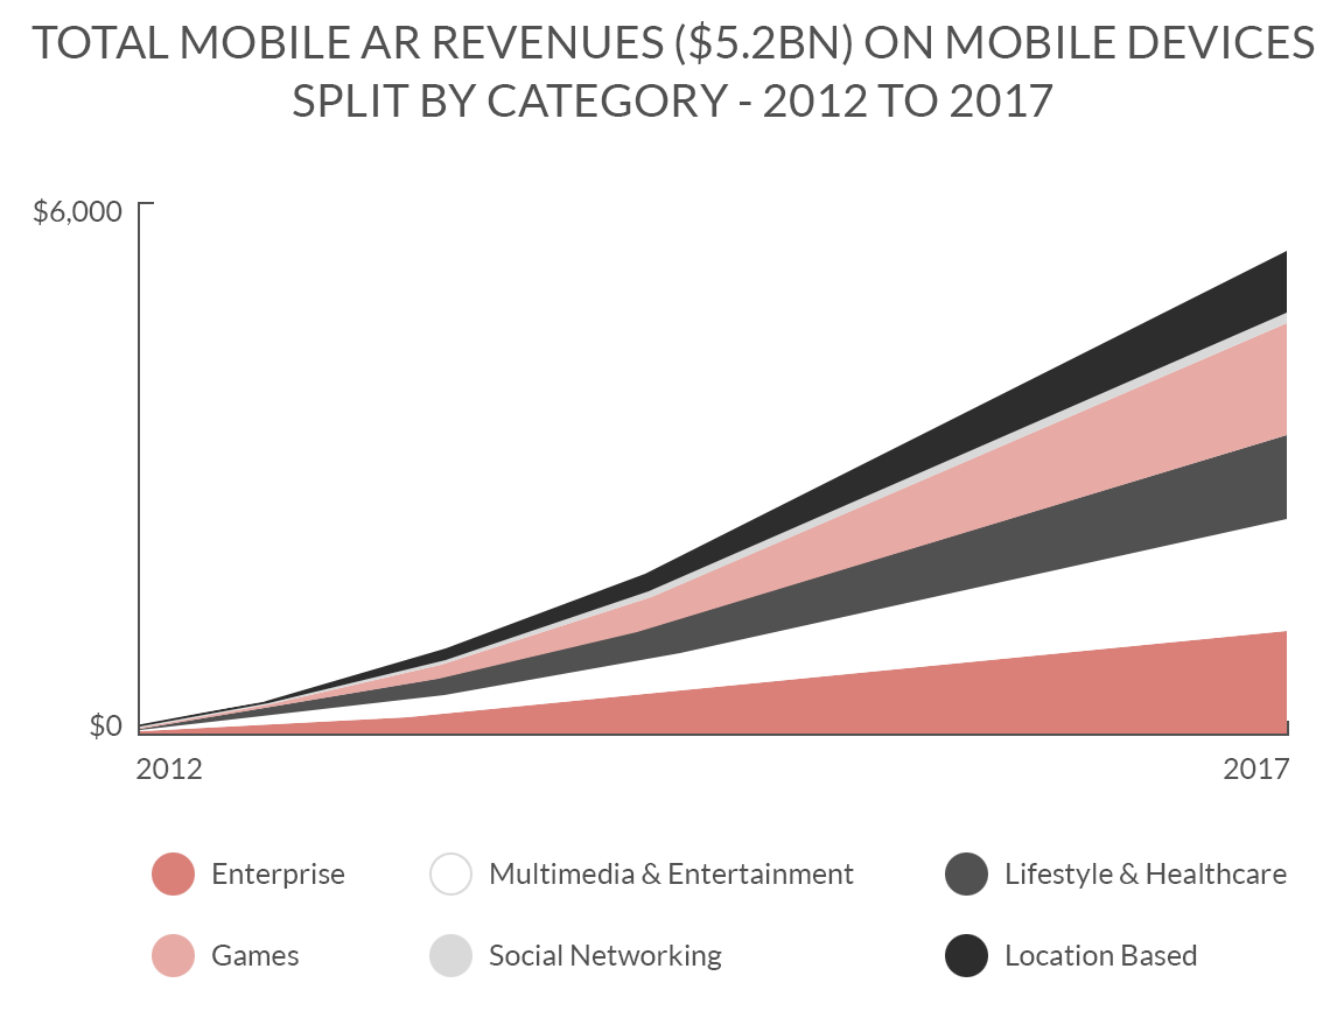 TOTAL MOBILE AR REVENUES ($5.2BN) ON MOBILE DEVICES
SPLIT BY CATEGORY - 2012 TO 2017
$6,000
$0
2012
2017
Enterprise
Multimedia & Entertainment
Lifestyle & Healthcare
Games
Social Networking
Location Based